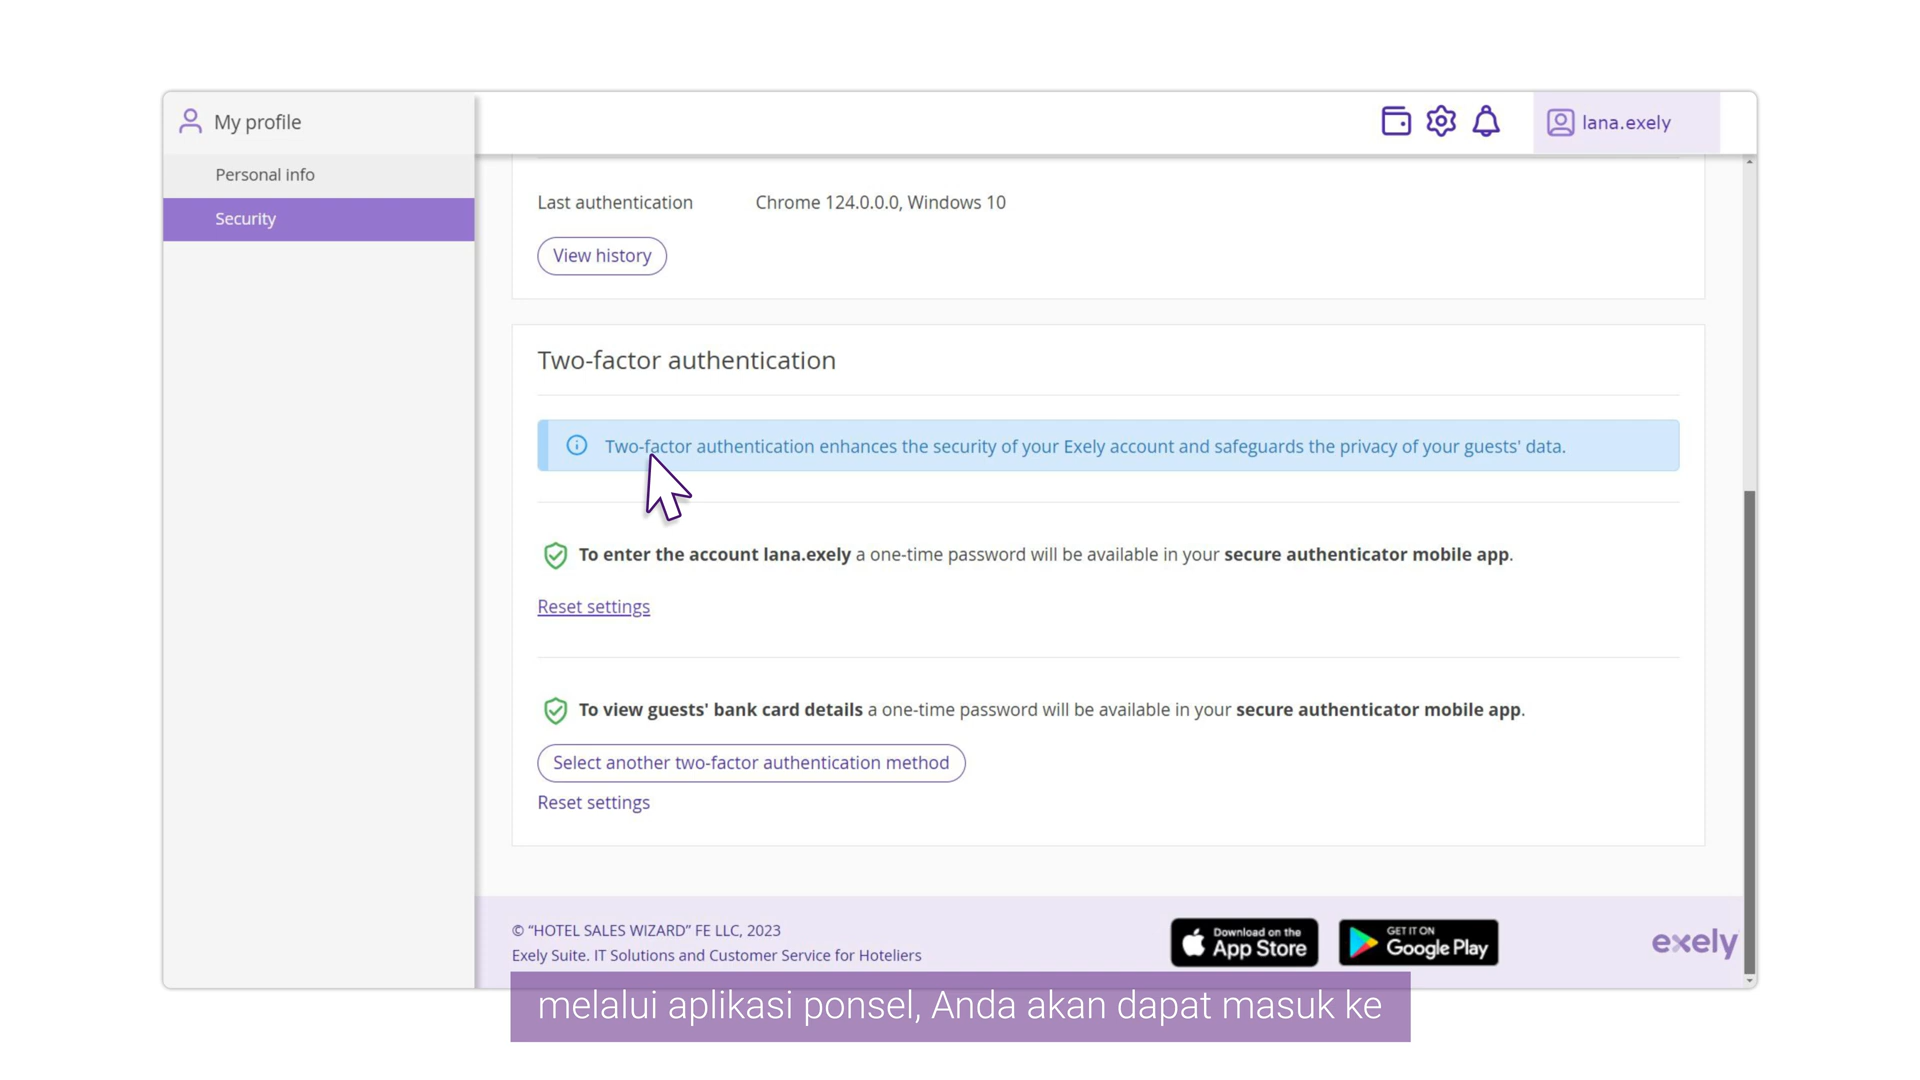 My profile
lana.exely
Personal info
Security
Last authentication Chrome 124.0.0.0, Windows 10
View history
Two-factor authentication
Two-factor authentication enhances the security of your Exely account and safeguards the privacy of your guests' data.
To enter the account lana.exely a one-time password will be available in your secure authenticator mobile app.
Reset settings
To view guests' bank card details a one-time password will be available in your secure authenticator mobile app.
Select another two-factor authentication method
Reset settings
© “HOTEL SALES WIZARD” FE LLC, 2023
Exely Suite. IT Solutions and Customer Service for Hoteliers
Download on the
App Store
GET IT ON
Google Play
exely
melalui aplikasi ponsel, Anda akan dapat masuk ke